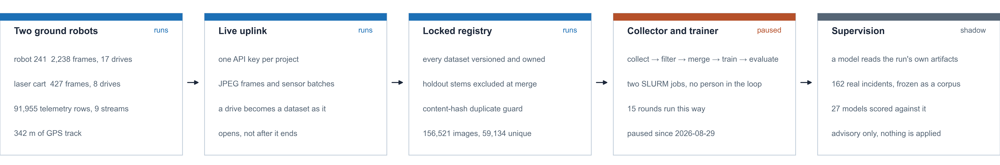 Two ground robots
runs
robot 241 2,238 frames, 17 drives
laser cart 427 frames, 8 drives
91,955 telemetry rows, 9 streams
342 m of GPS track
Live uplink
runs
one API key per project
JPEG frames and sensor batches
a drive becomes a dataset as it
opens, not after it ends
Locked registry
runs
every dataset versioned and owned
holdout stems excluded at merge
content-hash duplicate guard
156,521 images, 59,134 unique
Collector and trainer
paused
collect → filter → merge → train → evaluate
two SLURM jobs, no person in the loop
15 rounds run this way
paused since 2026-08-29
Supervision
shadow
a model reads the run's own artifacts
162 real incidents, frozen as a corpus
27 models scored against it
advisory only, nothing is applied